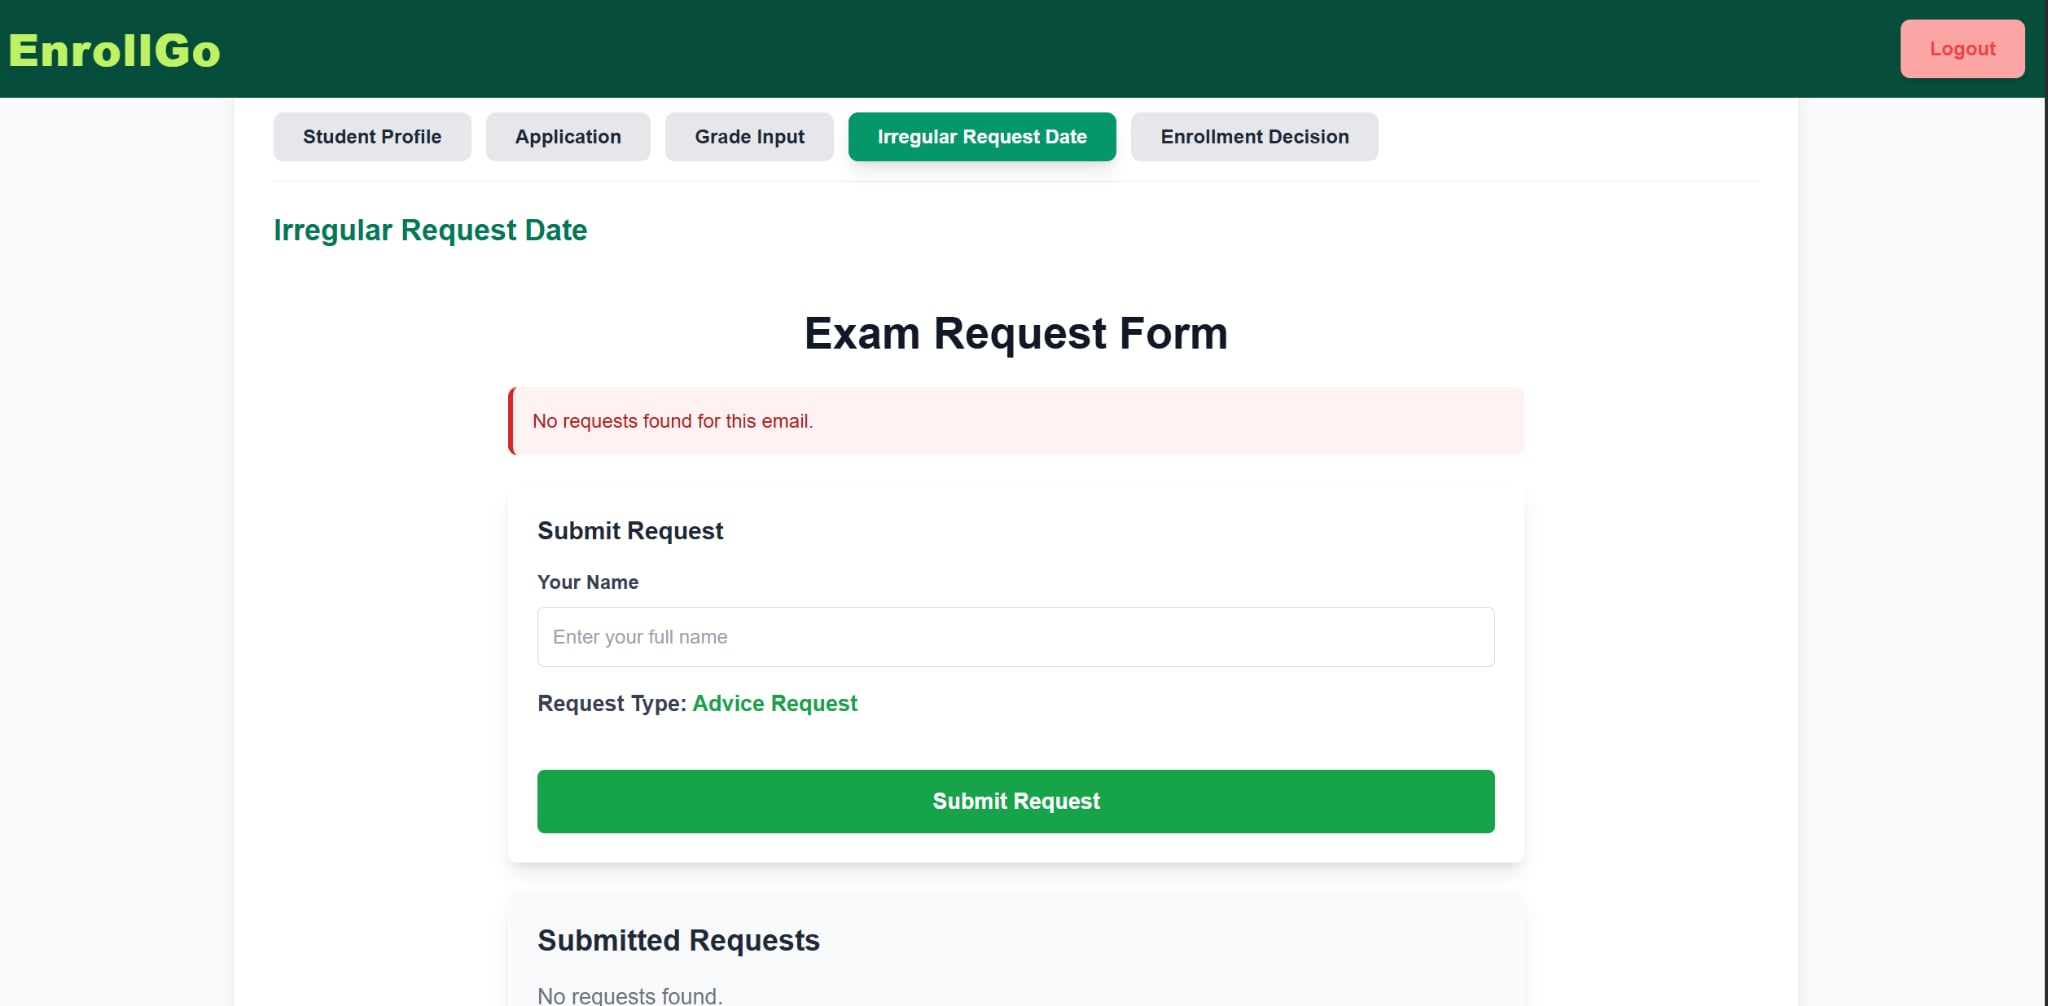 EnrollGo
Logout
Student Profile
Application
Grade Input
Irregular Request Date
Enrollment Decision
Irregular Request Date
Exam Request Form
No requests found for this email.
Submit Request
Your Name
Enter your full name
Request Type: Advice Request
Submit Request
Submitted Requests
No requests found.